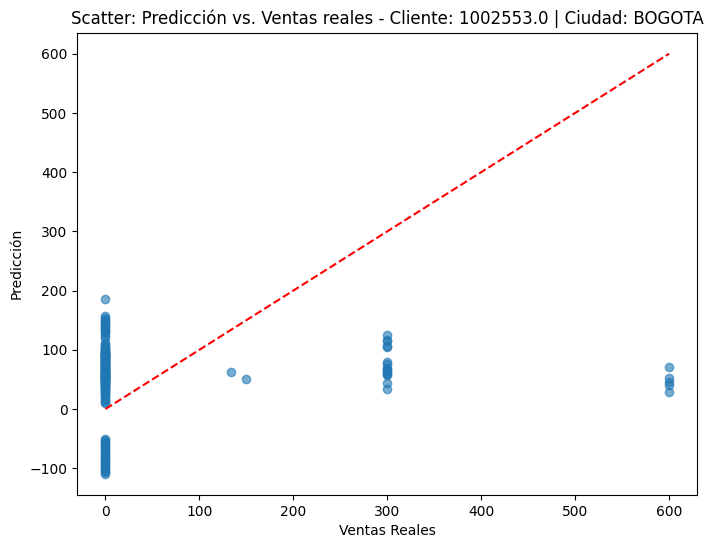 Scatter: Predicción vs. Ventas reales - Cliente: 1002553.0 | Ciudad: BOGOTA
600
500
400
300
200
100
0
−100
Predicción
0 100 200 300 400 500 600
Ventas Reales